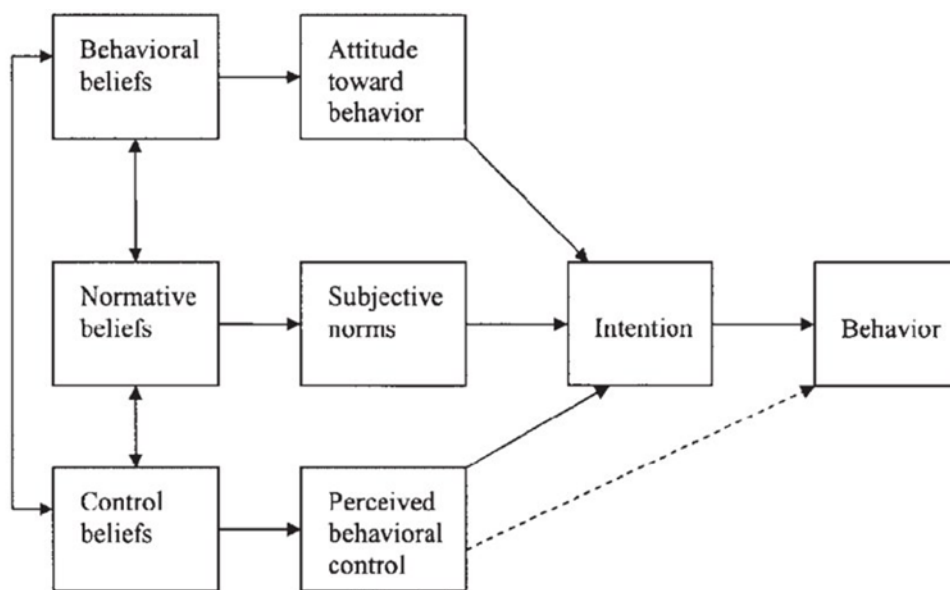 Behavioral
beliefs
Attitude
toward
behavior
Normative
beliefs
Subjective
norms
Intention
Behavior
Control
beliefs
Perceived
behavioral
control